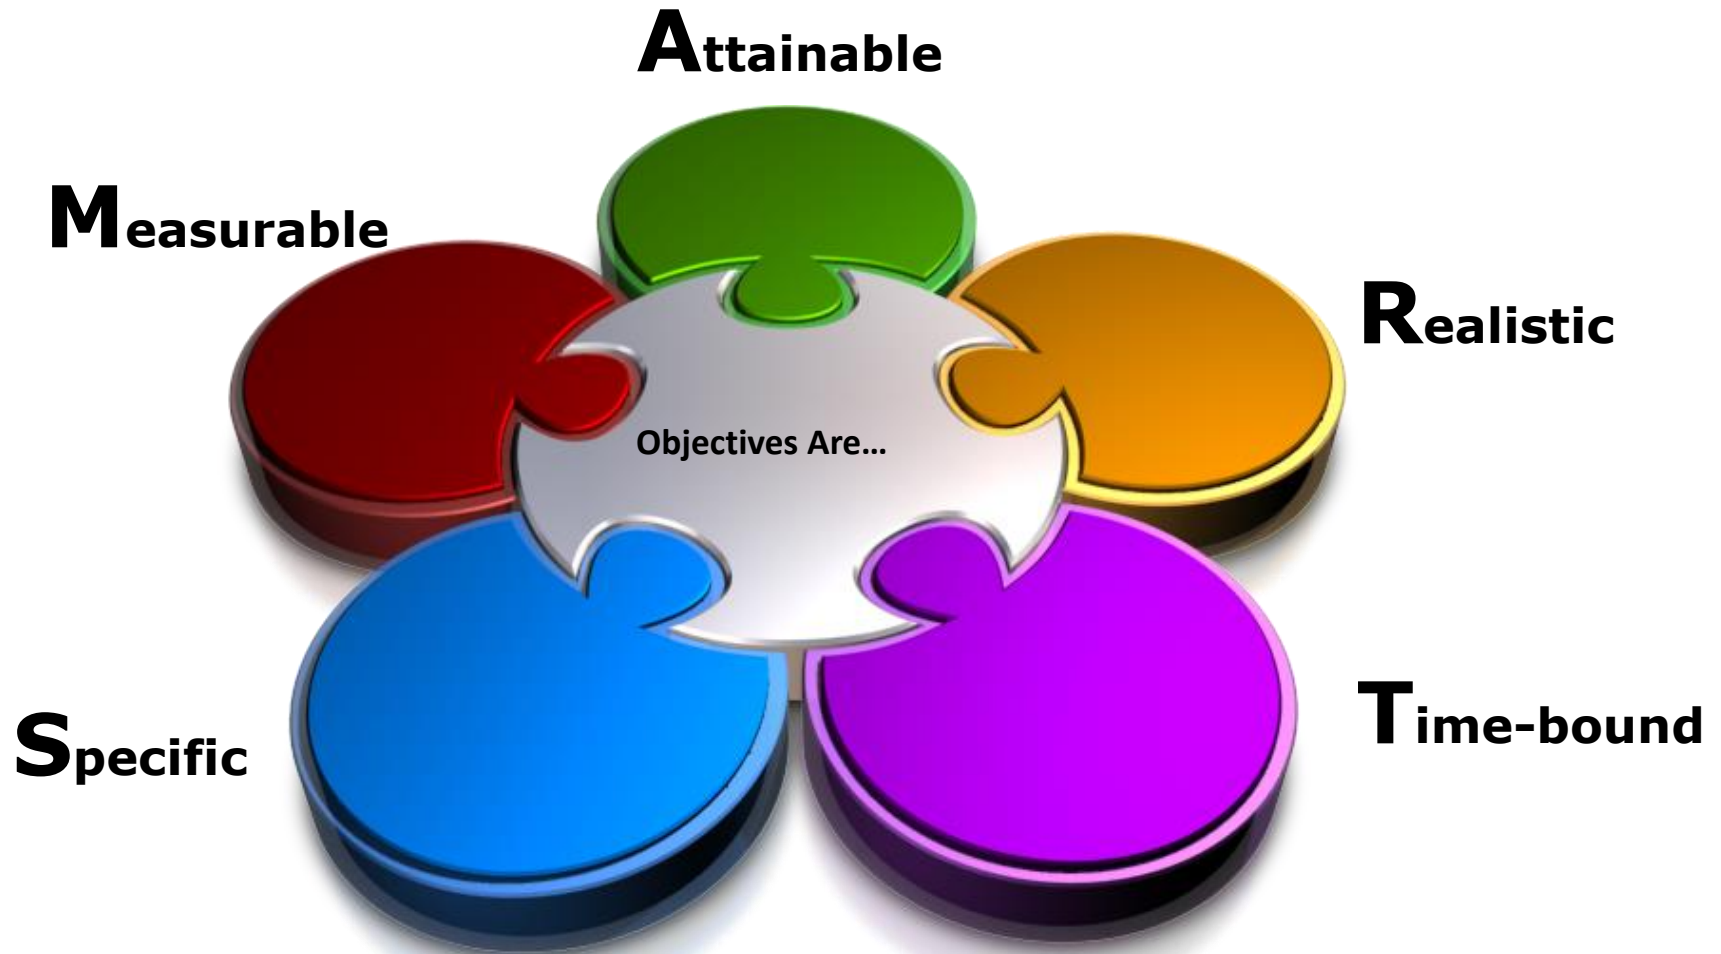 Attainable
Measurable
Realistic
Objectives Are...
Specific
Time-bound